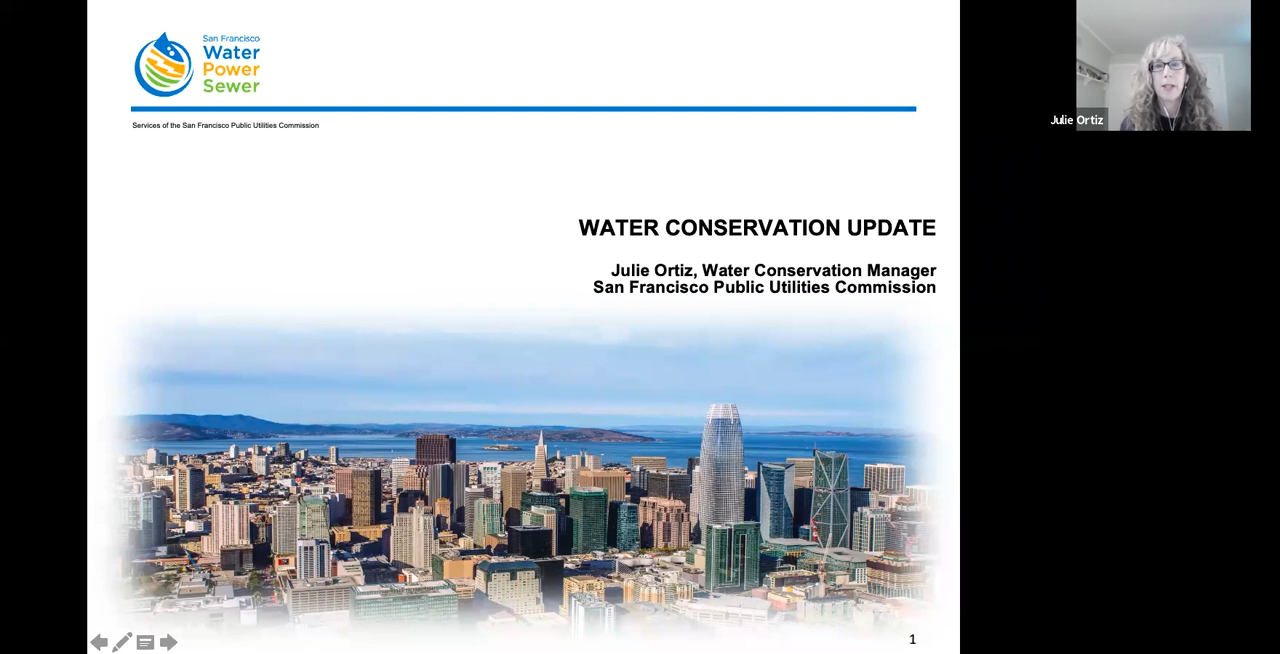 San Francisco
Water
Power
Sewer
Services of the San Francisco Public Utilities Commission
Julie Ortiz
WATER CONSERVATION UPDATE
Julie Ortiz, Water Conservation Manager
San Francisco Public Utilities Commission
1